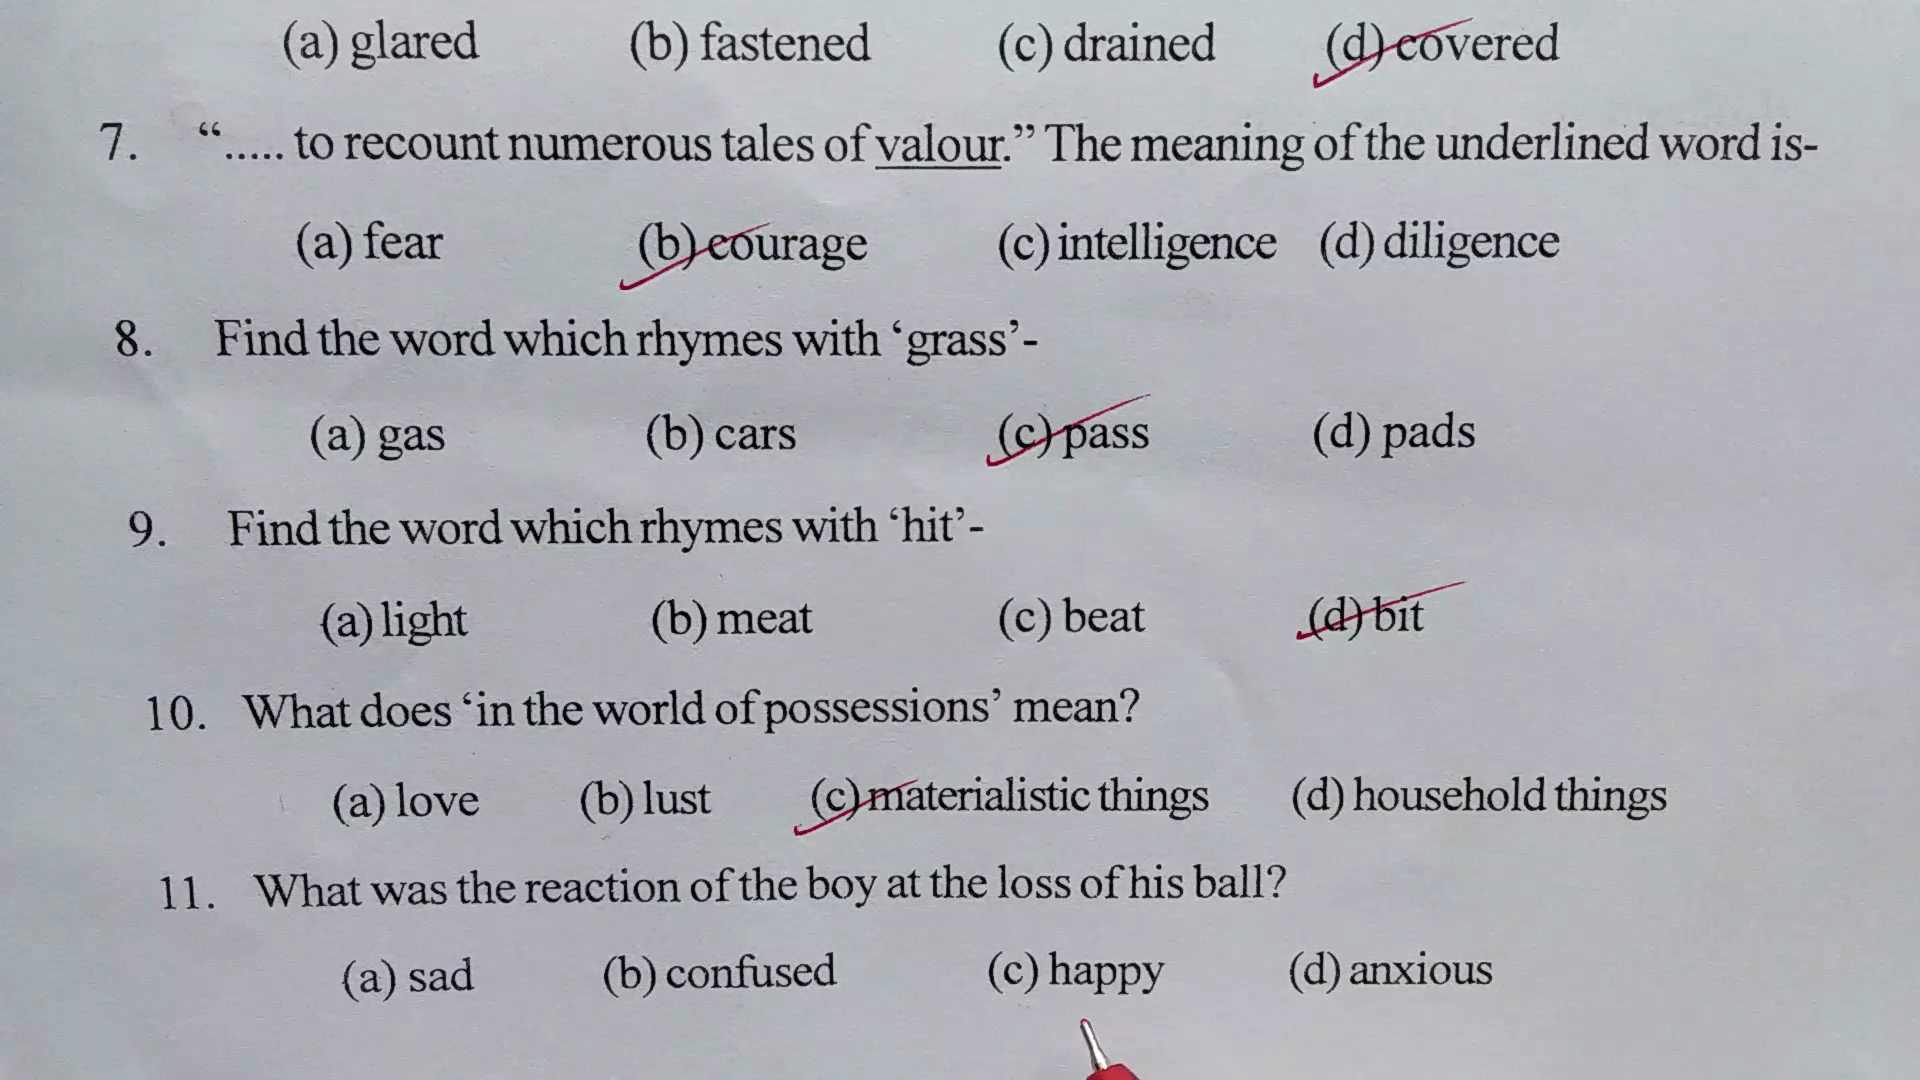 (a) glared (b) fastened (c) drained (d) covered
7. “..... to recount numerous tales of valour.” The meaning of the underlined word is-
(a) fear (b) courage (c) intelligence (d) diligence
8. Find the word which rhymes with ‘grass’-
(a) gas (b) cars (c) pass (d) pads
9. Find the word which rhymes with ‘hit’-
(a) light (b) meat (c) beat (d) bit
10. What does ‘in the world of possessions’ mean?
(a) love (b) lust (c) materialistic things (d) household things
11. What was the reaction of the boy at the loss of his ball?
(a) sad (b) confused (c) happy (d) anxious